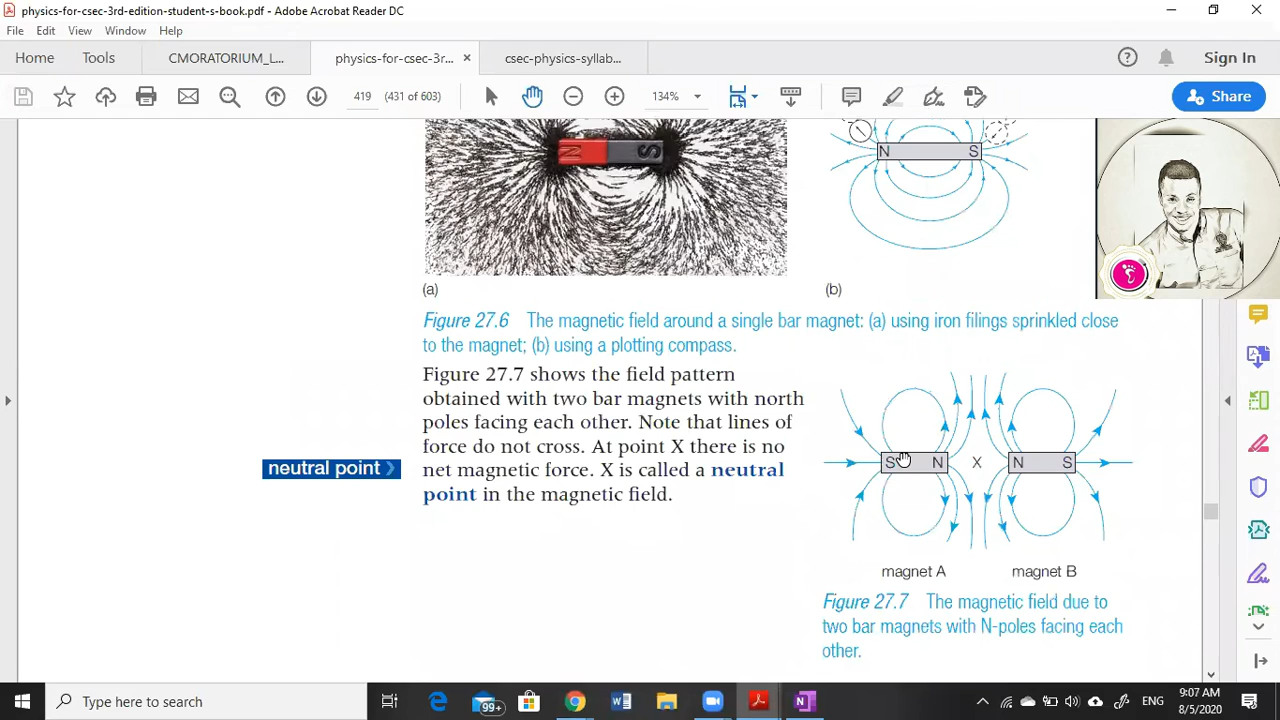 physics-for-csec-3rd-edition-student-s-book.pdf - Adobe Acrobat Reader DC
File Edit View Window Help
Home Tools CMORATORIUM_L... physics-for-csec-3r... × csec-physics-syllab... Sign In
419 (431 of 603) 134% Share
N S
N S
(a) (b)
Figure 27.6 The magnetic field around a single bar magnet: (a) using iron filings sprinkled close
to the magnet; (b) using a plotting compass.
Figure 27.7 shows the field pattern
obtained with two bar magnets with north
poles facing each other. Note that lines of
force do not cross. At point X there is no
net magnetic force. X is called a neutral
point in the magnetic field.
neutral point
S N X N S
magnet A magnet B
Figure 27.7 The magnetic field due to
two bar magnets with N-poles facing each
other.
Type here to search 99+ ENG 9:07 AM
8/5/2020